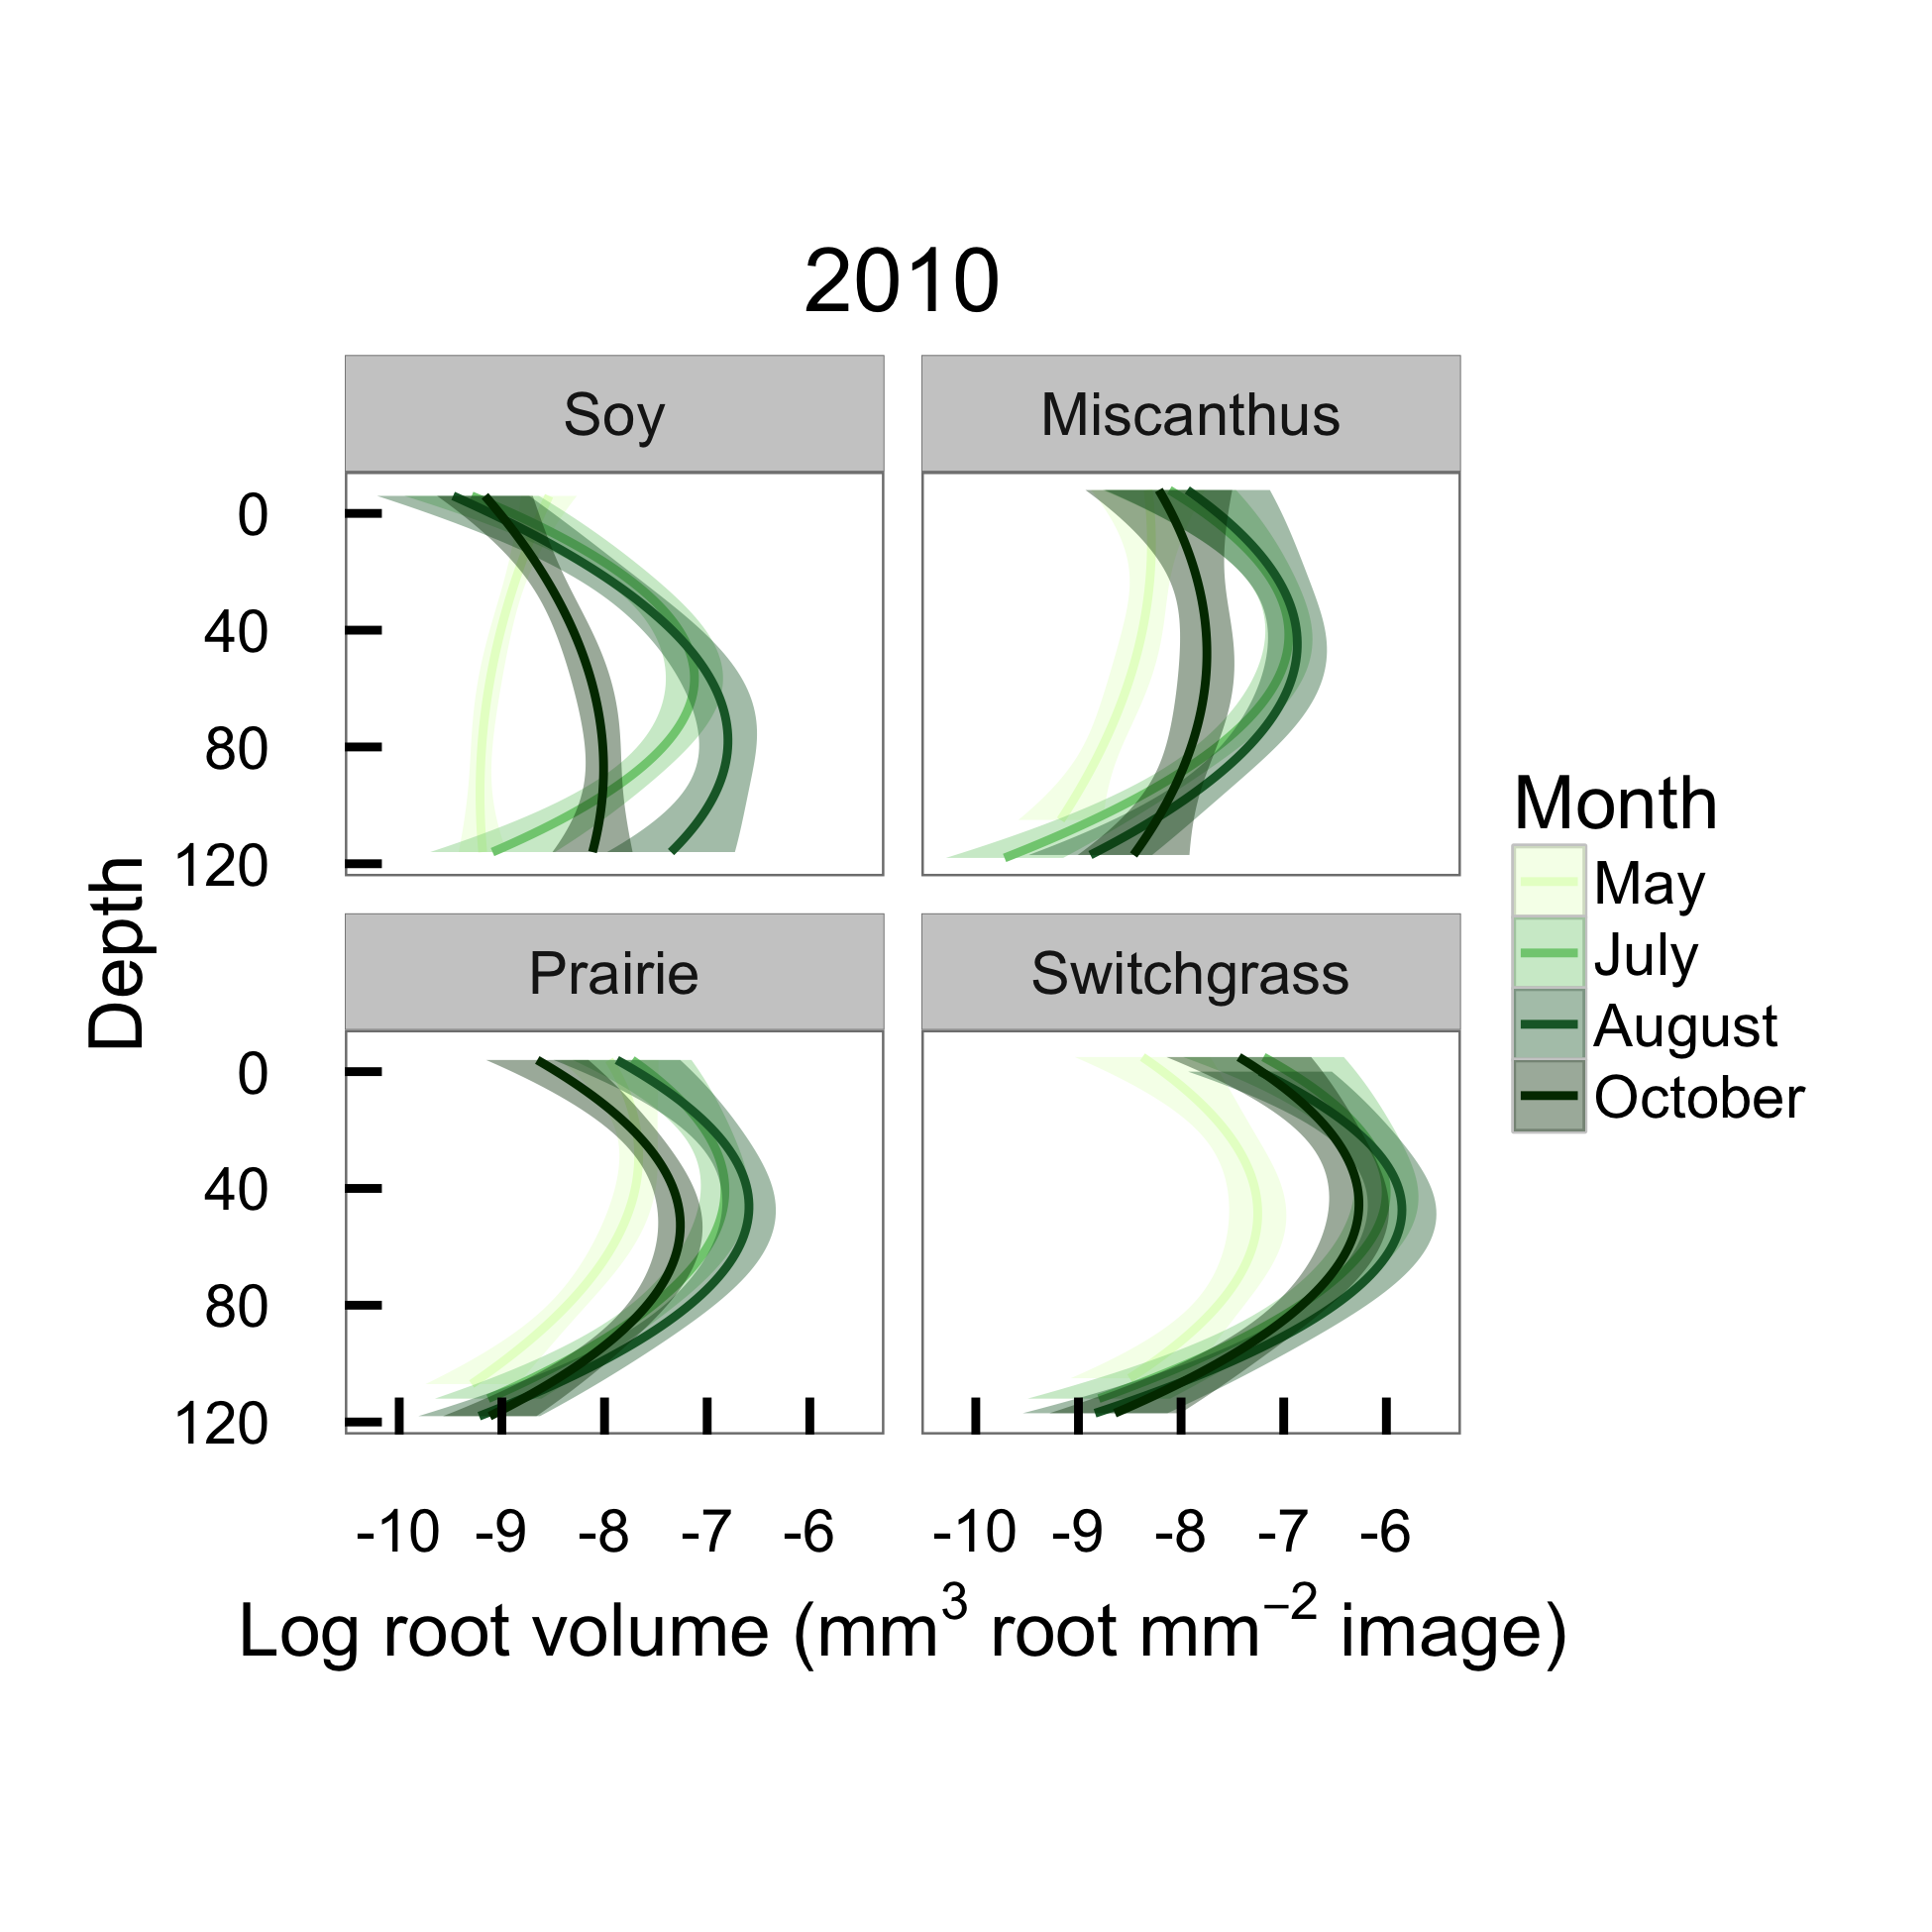 2010
Soy
Miscanthus
0
40
80
120
Prairie
Switchgrass
0
40
80
120
Depth
-10 -9 -8 -7 -6
-10 -9 -8 -7 -6
Log root volume (mm³ root mm⁻² image)
Month
May
July
August
October